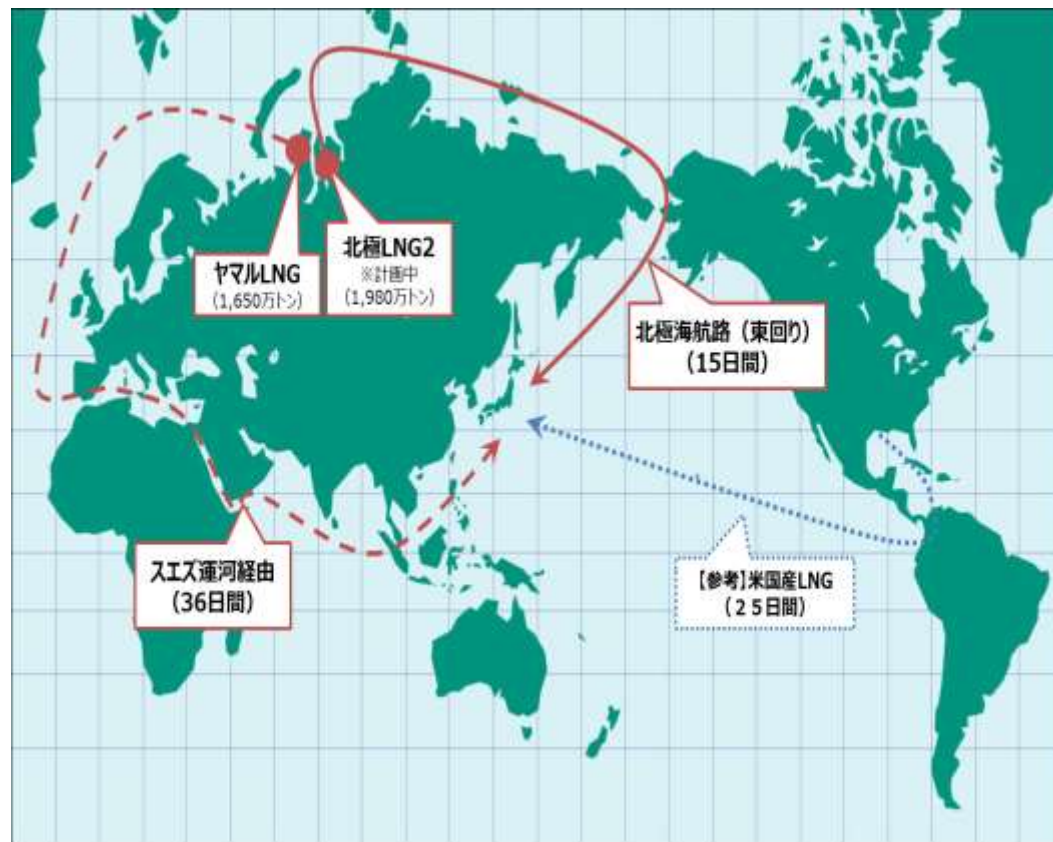 ヤマルLNG
(1,650万トン)
北極LNG2
※計画中
(1,980万トン)
北極海航路（東回り）
(15日間)
スエズ運河経由
(36日間)
【参考】米国産LNG
(２５日間)